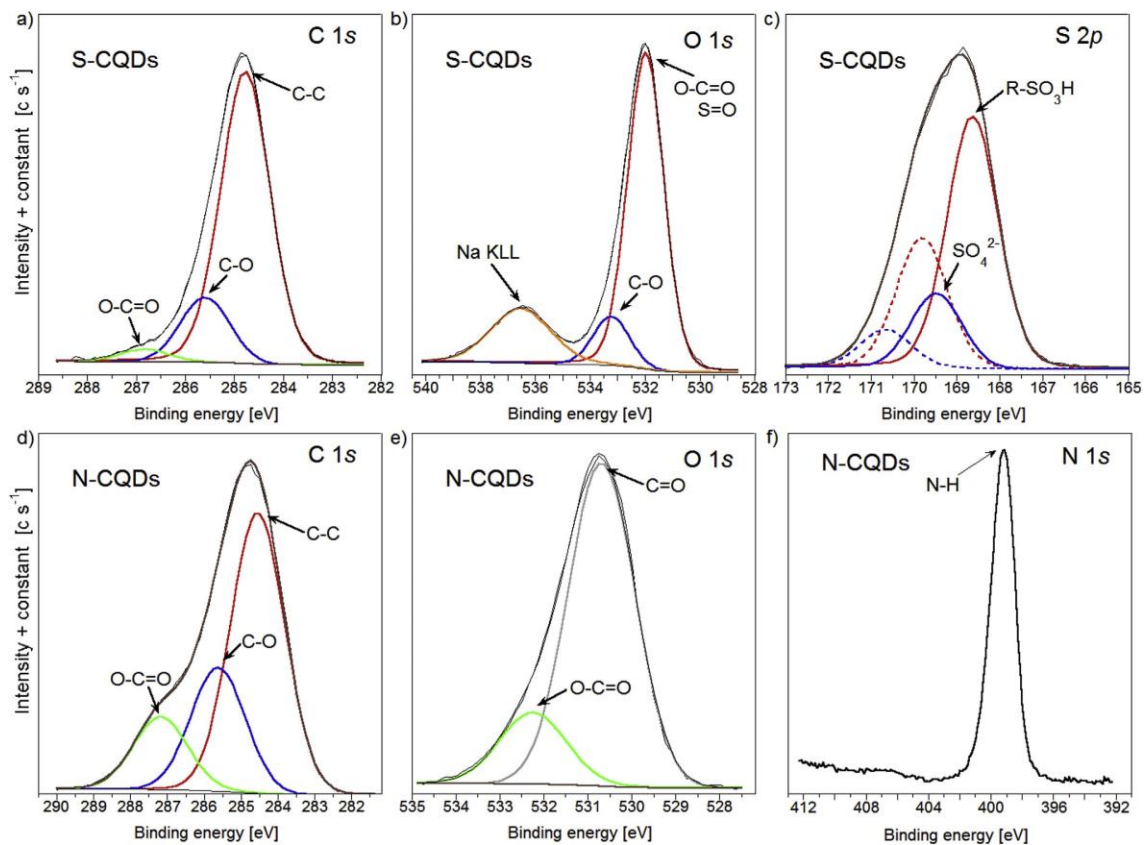 a)
C 1s
S-CQDs
C-C
C-O
O-C=O
Intensity + constant [c s⁻¹]
289 288 287 286 285 284 283 282
Binding energy [eV]
b)
O 1s
S-CQDs
O-C=O
S=O
Na KLL
C-O
540 538 536 534 532 530 528
Binding energy [eV]
c)
S 2p
S-CQDs
R-SO₃H
SO₄²⁻
173 172 171 170 169 168 167 166 165
Binding energy [eV]
d)
C 1s
N-CQDs
C-C
C-O
O-C=O
Intensity + constant [c s⁻¹]
290 289 288 287 286 285 284 283 282
Binding energy [eV]
e)
O 1s
N-CQDs
C=O
O-C=O
535 534 533 532 531 530 529 528
Binding energy [eV]
f)
N 1s
N-CQDs
N-H
412 408 404 400 396 392
Binding energy [eV]